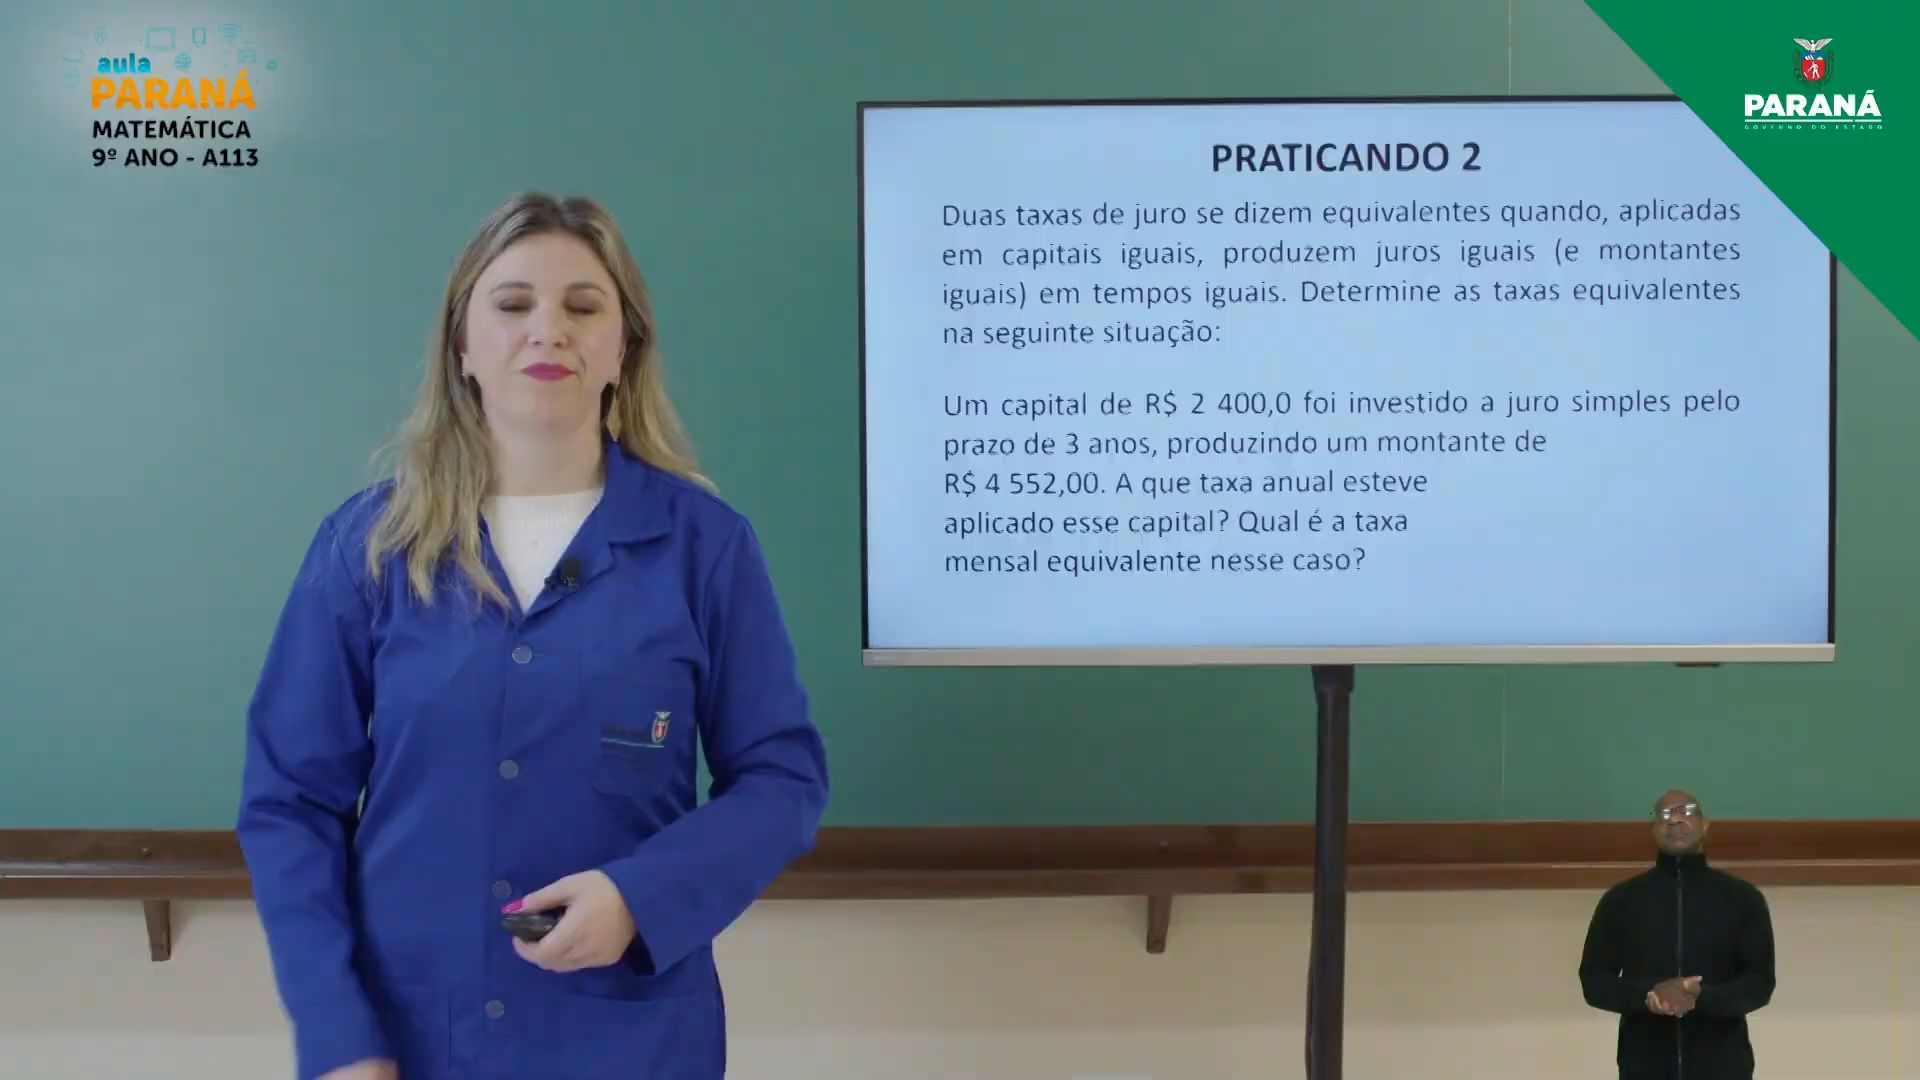 aula
PARANÁ
MATEMÁTICA
9º ANO - A113
PARANÁ
GOVERNO DO ESTADO
PRATICANDO 2
Duas taxas de juro se dizem equivalentes quando, aplicadas
em capitais iguais, produzem juros iguais (e montantes
iguais) em tempos iguais. Determine as taxas equivalentes
na seguinte situação:
Um capital de R$ 2 400,0 foi investido a juro simples pelo
prazo de 3 anos, produzindo um montante de
R$ 4 552,00. A que taxa anual esteve
aplicado esse capital? Qual é a taxa
mensal equivalente nesse caso?